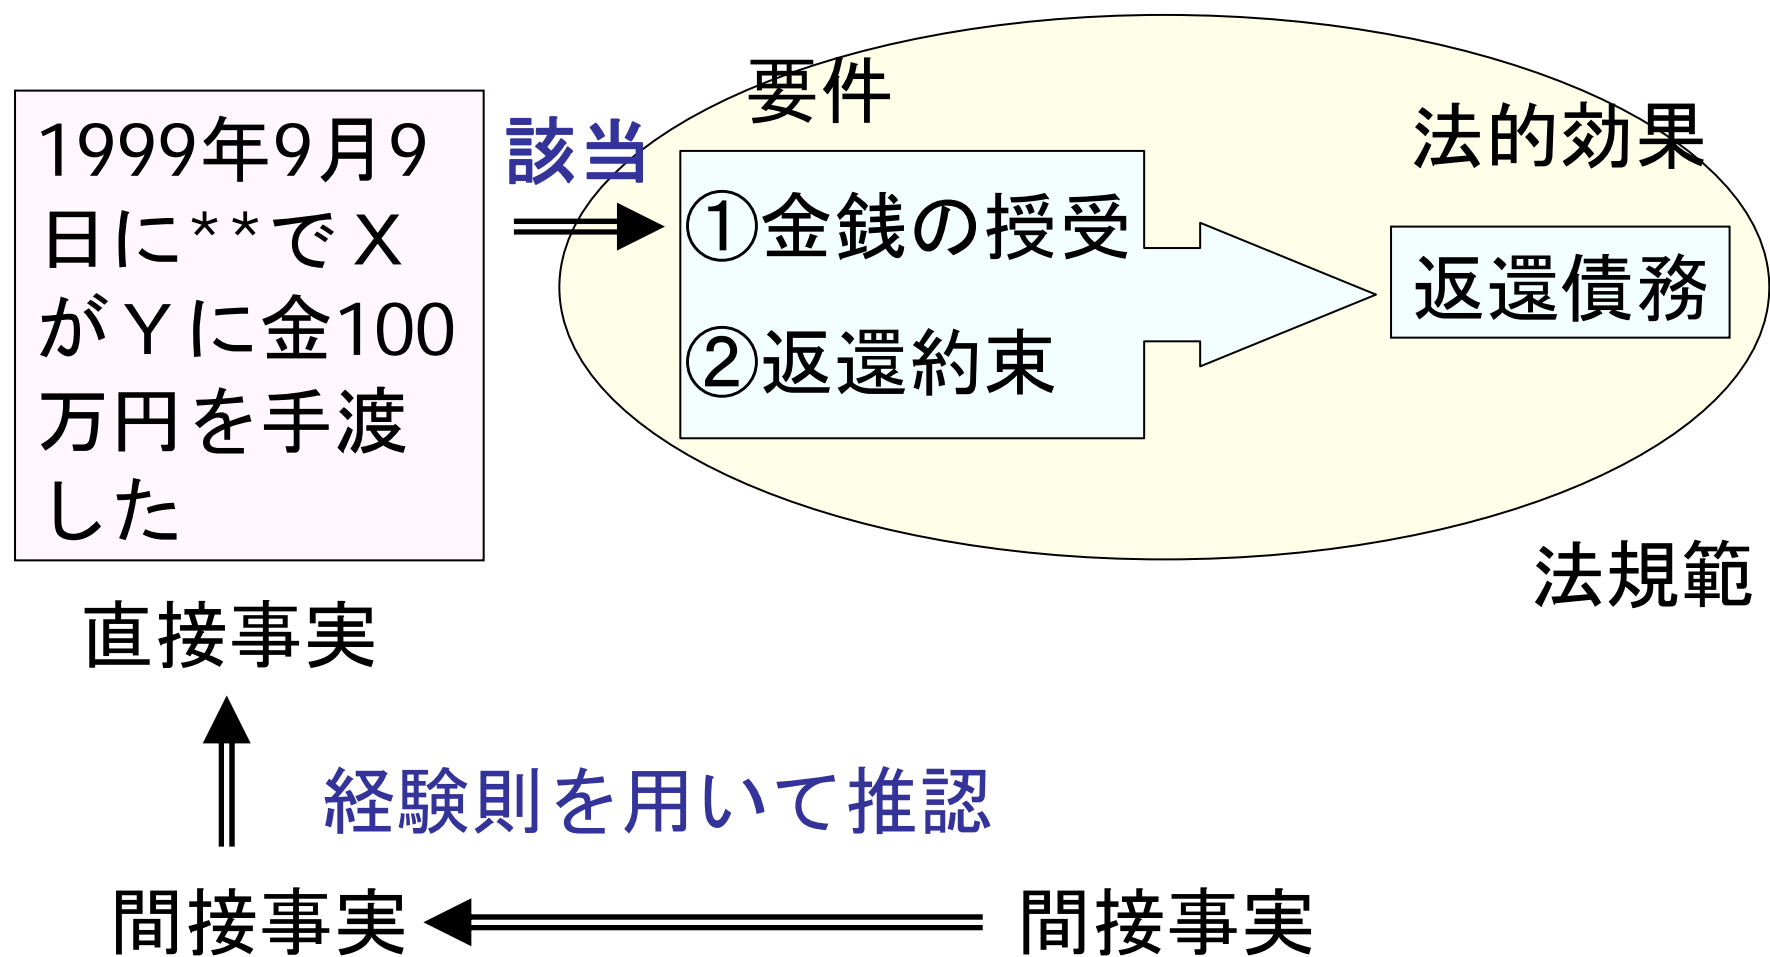 要件
法的効果
1999年9月9
日に**でX
がYに金100
万円を手渡
した
該当
①金銭の授受
②返還約束
返還債務
法規範
直接事実
経験則を用いて推認
間接事実
間接事実